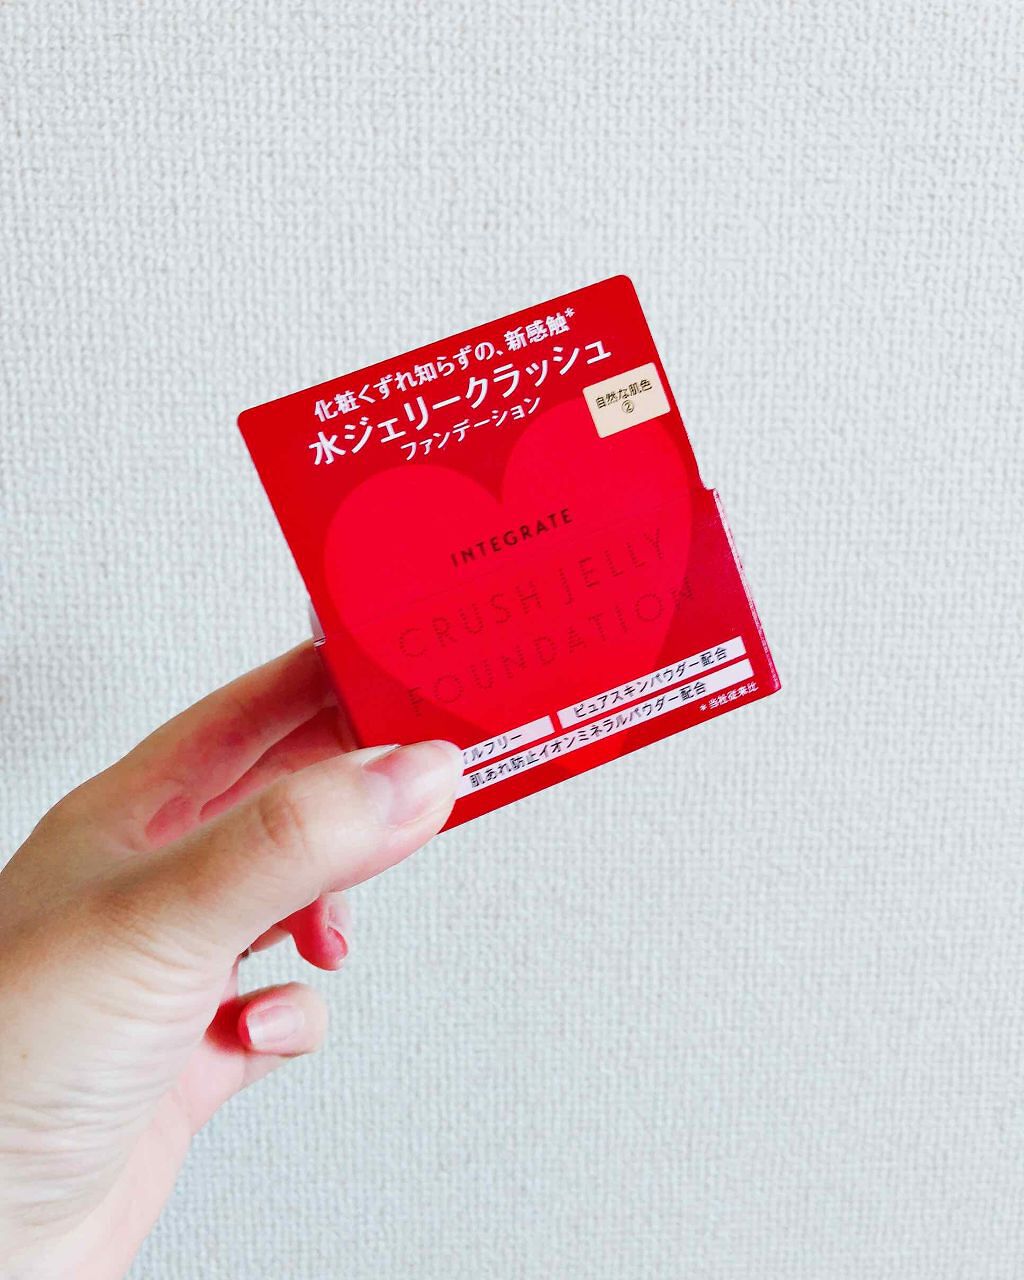 化粧くずれ知らずの、新感触*
水ジェリークラッシュ
ファンデーション
自然な肌色
②
INTEGRATE
CRUSH JELLY
FOUNDATION
ピュアスキンパウダー配合
イルフリー
肌あれ防止イオンミネラルパウダー配合
*当社従来比